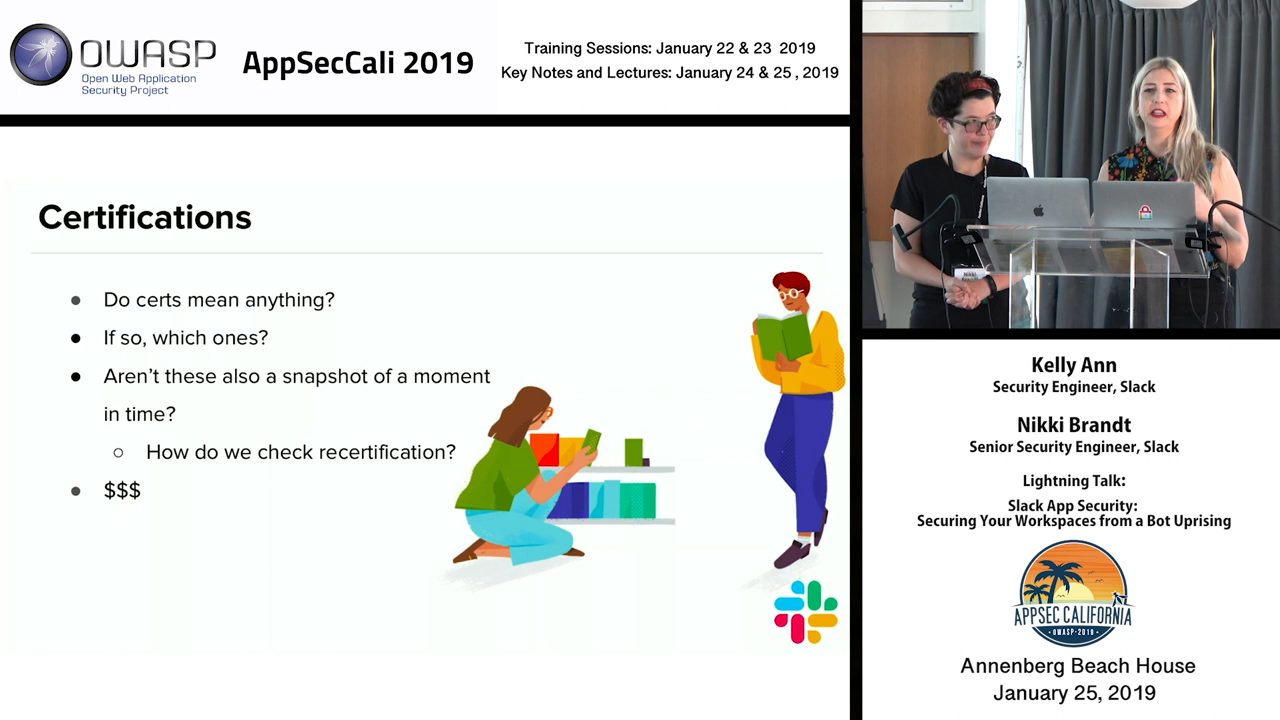 OWASP
Open Web Application
Security Project
AppSecCali 2019
Training Sessions: January 22 & 23 2019
Key Notes and Lectures: January 24 & 25 , 2019
Certifications
● Do certs mean anything?
● If so, which ones?
● Aren't these also a snapshot of a moment
in time?
○ How do we check recertification?
● $$$
Nikki
Kelly Ann
Security Engineer, Slack
Nikki Brandt
Senior Security Engineer, Slack
Lightning Talk:
Slack App Security:
Securing Your Workspaces from a Bot Uprising
APPSEC CALIFORNIA
OWASP-2019
Annenberg Beach House
January 25, 2019